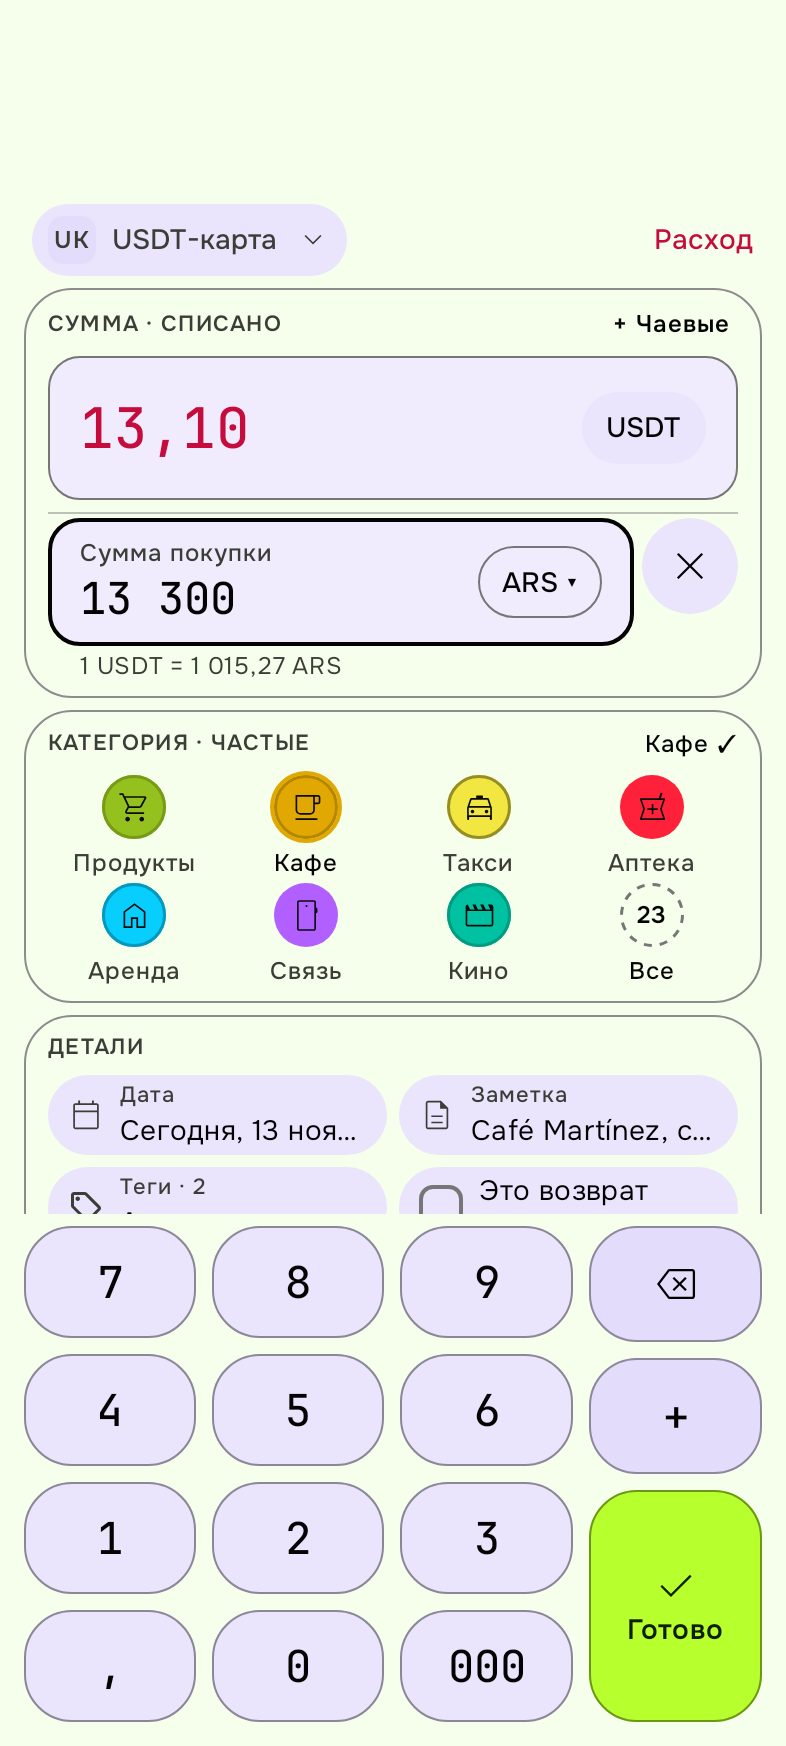 UK USDT-карта Расход
СУММА · СПИСАНО + Чаевые
13,10 USDT
Сумма покупки
13 300 ARS ▾
1 USDT = 1 015,27 ARS
КАТЕГОРИЯ · ЧАСТЫЕ Кафе ✓
Продукты Кафе Такси Аптека
23
Аренда Связь Кино Все
ДЕТАЛИ
Дата Заметка
Сегодня, 13 ноя... Café Martínez, c...
Теги · 2 Это возврат
7 8 9
4 5 6 +
1 2 3
Готово
, 0 000